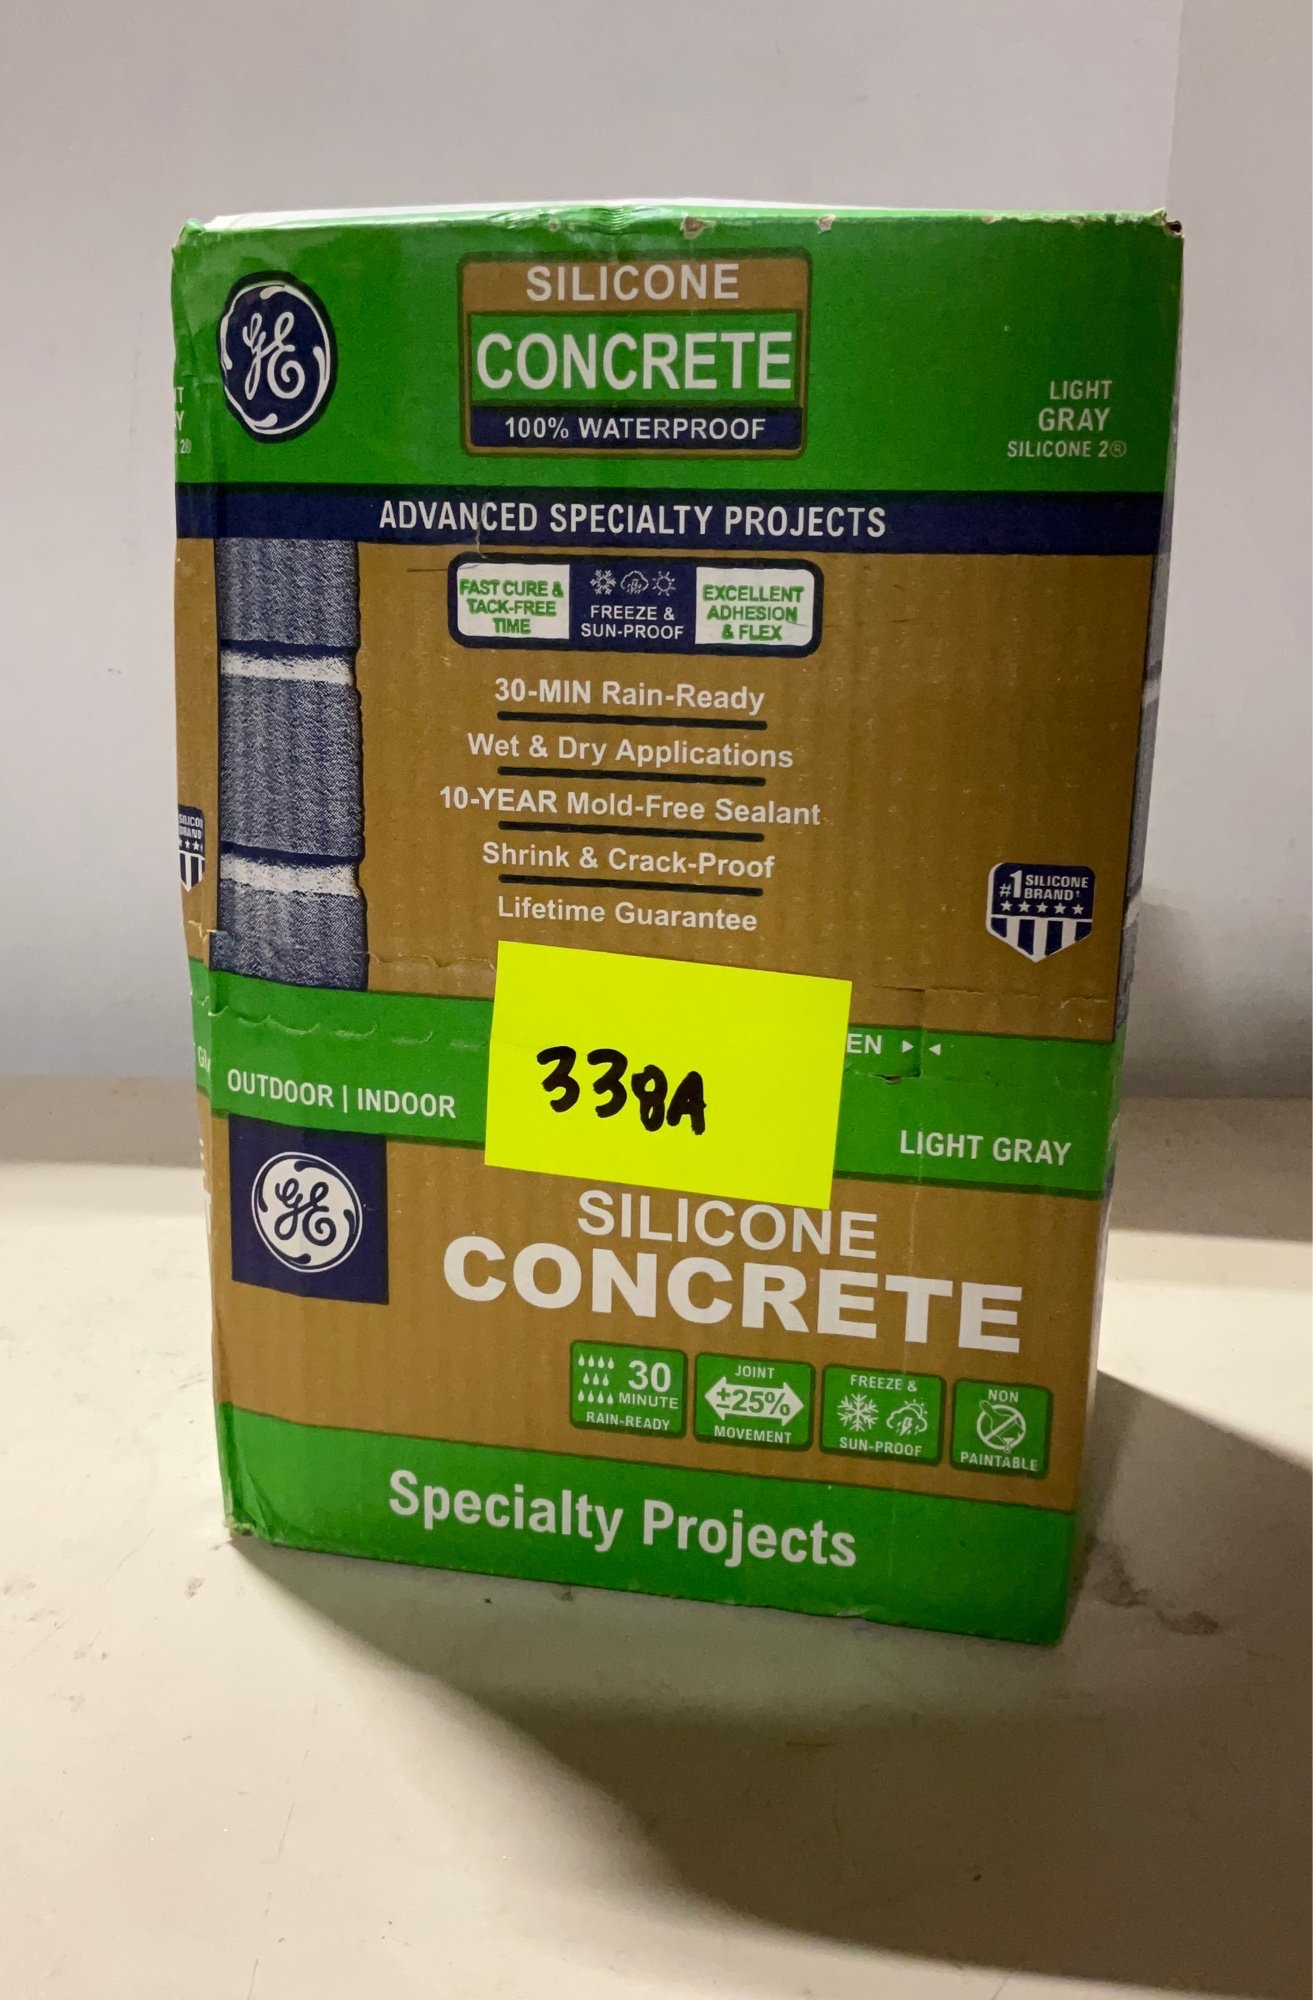 GE
SILICONE
CONCRETE
100% WATERPROOF
LIGHT
GRAY
SILICONE 2®
ADVANCED SPECIALTY PROJECTS
FAST CURE &
TACK-FREE
TIME
FREEZE &
SUN-PROOF
EXCELLENT
ADHESION
& FLEX
30-MIN Rain-Ready
Wet & Dry Applications
10-YEAR Mold-Free Sealant
Shrink & Crack-Proof
Lifetime Guarantee
#1 SILICONE
BRAND†
338A
EN
OUTDOOR | INDOOR
LIGHT GRAY
GE
SILICONE
CONCRETE
30
MINUTE
RAIN-READY
JOINT
±25%
MOVEMENT
FREEZE &
SUN-PROOF
NON
PAINTABLE
Specialty Projects